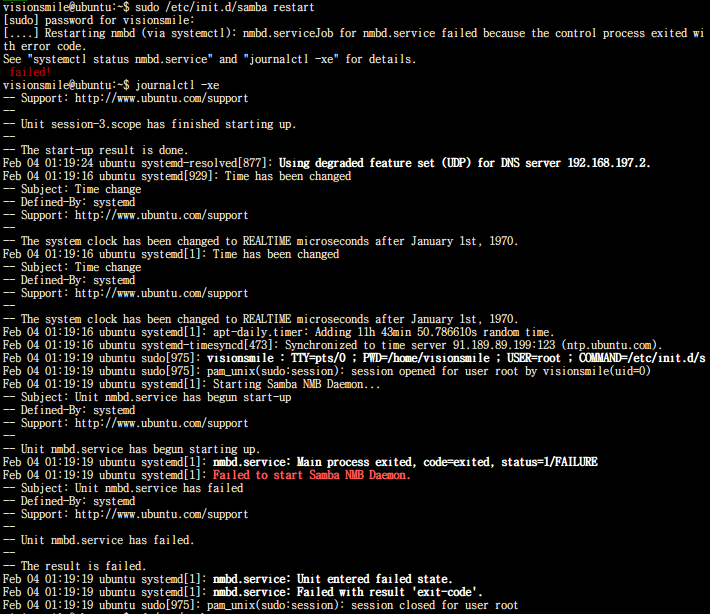 visionsmile@ubuntu:~$ sudo /etc/init.d/samba restart
[sudo] password for visionsmile:
[....] Restarting nmbd (via systemctl): nmbd.serviceJob for nmbd.service failed because the control process exited wi
th error code.
See "systemctl status nmbd.service" and "journalctl -xe" for details.
 failed!
visionsmile@ubuntu:~$ journalctl -xe
-- Support: http://www.ubuntu.com/support
--
-- Unit session-3.scope has finished starting up.
--
-- The start-up result is done.
Feb 04 01:19:24 ubuntu systemd-resolved[877]: Using degraded feature set (UDP) for DNS server 192.168.197.2.
Feb 04 01:19:16 ubuntu systemd[929]: Time has been changed
-- Subject: Time change
-- Defined-By: systemd
-- Support: http://www.ubuntu.com/support
--
-- The system clock has been changed to REALTIME microseconds after January 1st, 1970.
Feb 04 01:19:16 ubuntu systemd[1]: Time has been changed
-- Subject: Time change
-- Defined-By: systemd
-- Support: http://www.ubuntu.com/support
--
-- The system clock has been changed to REALTIME microseconds after January 1st, 1970.
Feb 04 01:19:16 ubuntu systemd[1]: apt-daily.timer: Adding 11h 43min 50.786610s random time.
Feb 04 01:19:16 ubuntu systemd-timesyncd[473]: Synchronized to time server 91.189.89.199:123 (ntp.ubuntu.com).
Feb 04 01:19:19 ubuntu sudo[975]: visionsmile : TTY=pts/0 ; PWD=/home/visionsmile ; USER=root ; COMMAND=/etc/init.d/s
Feb 04 01:19:19 ubuntu sudo[975]: pam_unix(sudo:session): session opened for user root by visionsmile(uid=0)
Feb 04 01:19:19 ubuntu systemd[1]: Starting Samba NMB Daemon...
-- Subject: Unit nmbd.service has begun start-up
-- Defined-By: systemd
-- Support: http://www.ubuntu.com/support
--
-- Unit nmbd.service has begun starting up.
Feb 04 01:19:19 ubuntu systemd[1]: nmbd.service: Main process exited, code=exited, status=1/FAILURE
Feb 04 01:19:19 ubuntu systemd[1]: Failed to start Samba NMB Daemon.
-- Subject: Unit nmbd.service has failed
-- Defined-By: systemd
-- Support: http://www.ubuntu.com/support
--
-- Unit nmbd.service has failed.
--
-- The result is failed.
Feb 04 01:19:19 ubuntu systemd[1]: nmbd.service: Unit entered failed state.
Feb 04 01:19:19 ubuntu systemd[1]: nmbd.service: Failed with result 'exit-code'.
Feb 04 01:19:19 ubuntu sudo[975]: pam_unix(sudo:session): session closed for user root